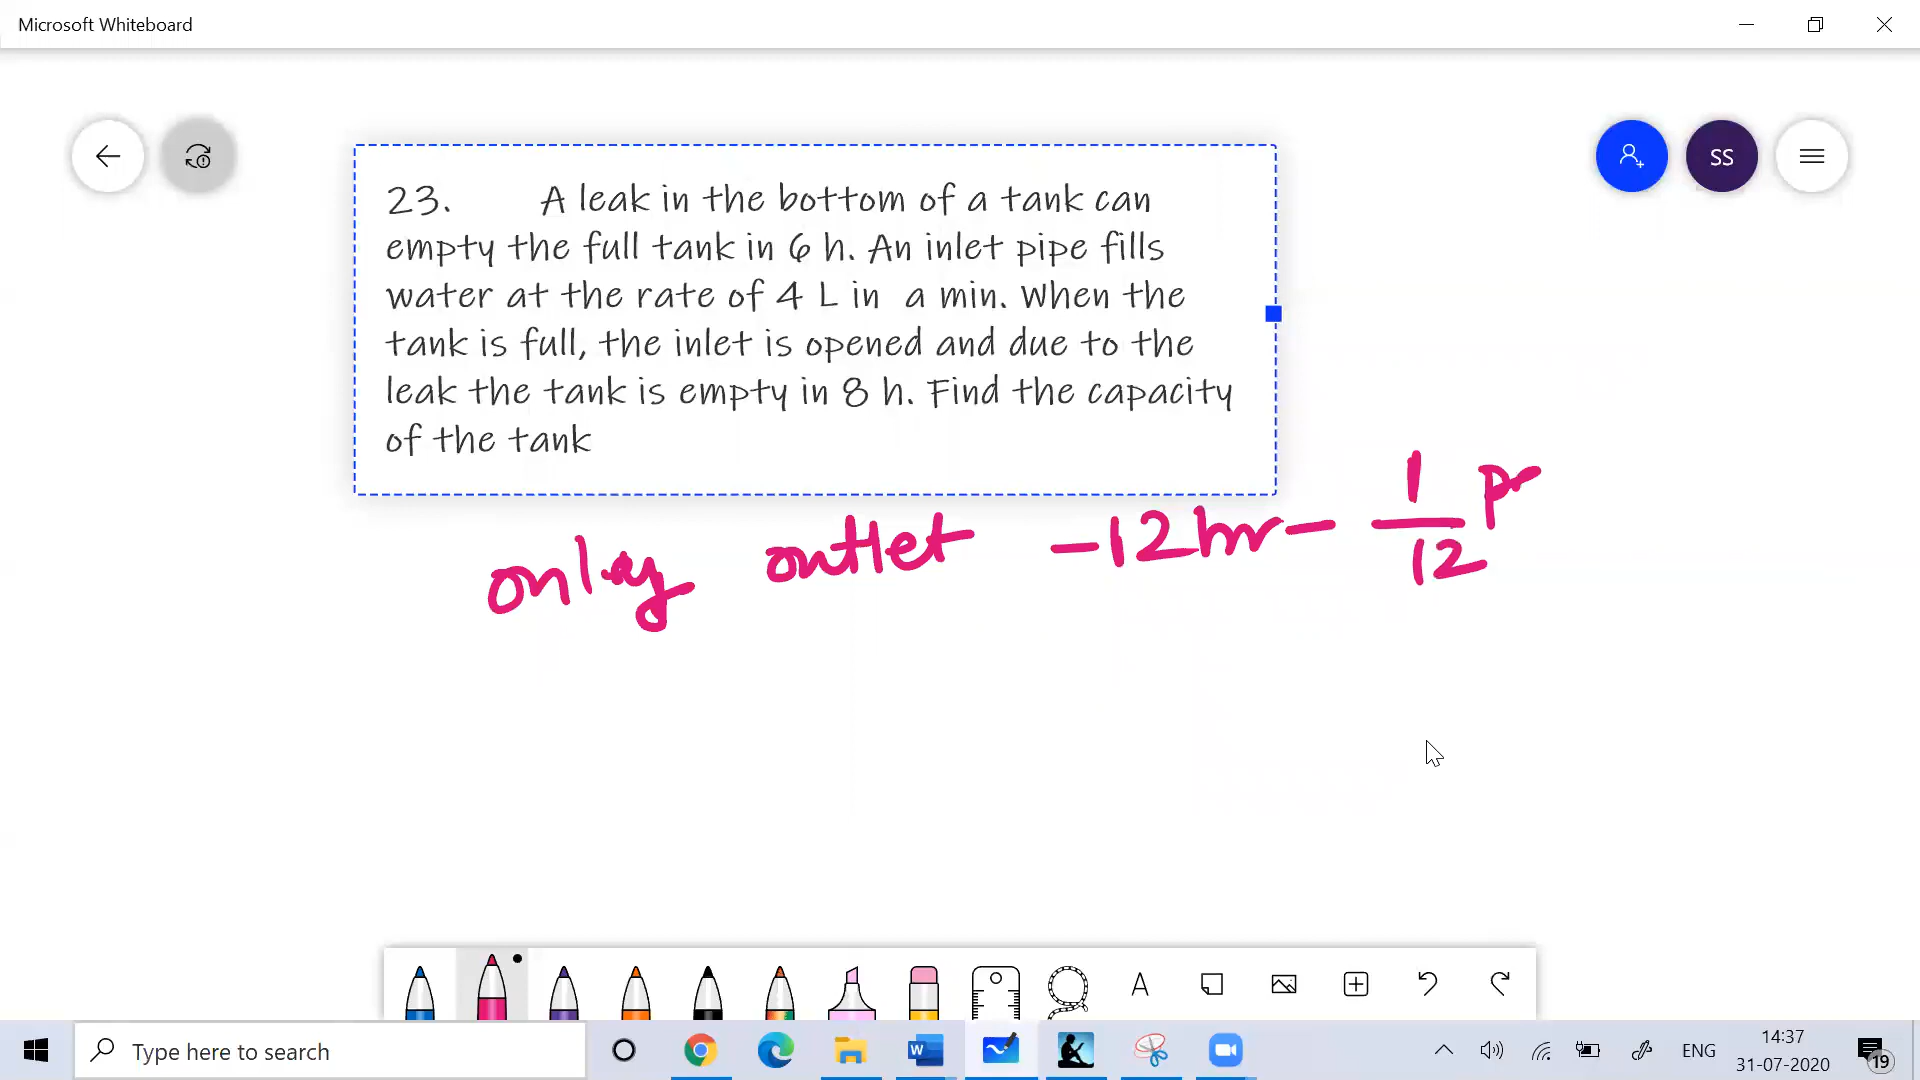 Microsoft Whiteboard
SS
23. A leak in the bottom of a tank can
empty the full tank in 6 h. An inlet pipe fills
water at the rate of 4 L in a min. When the
tank is full, the inlet is opened and due to the
leak the tank is empty in 8 h. Find the capacity
of the tank
only outlet - 12 hr - 1/12 pr
A
Type here to search
W
ENG
14:37
31-07-2020
19